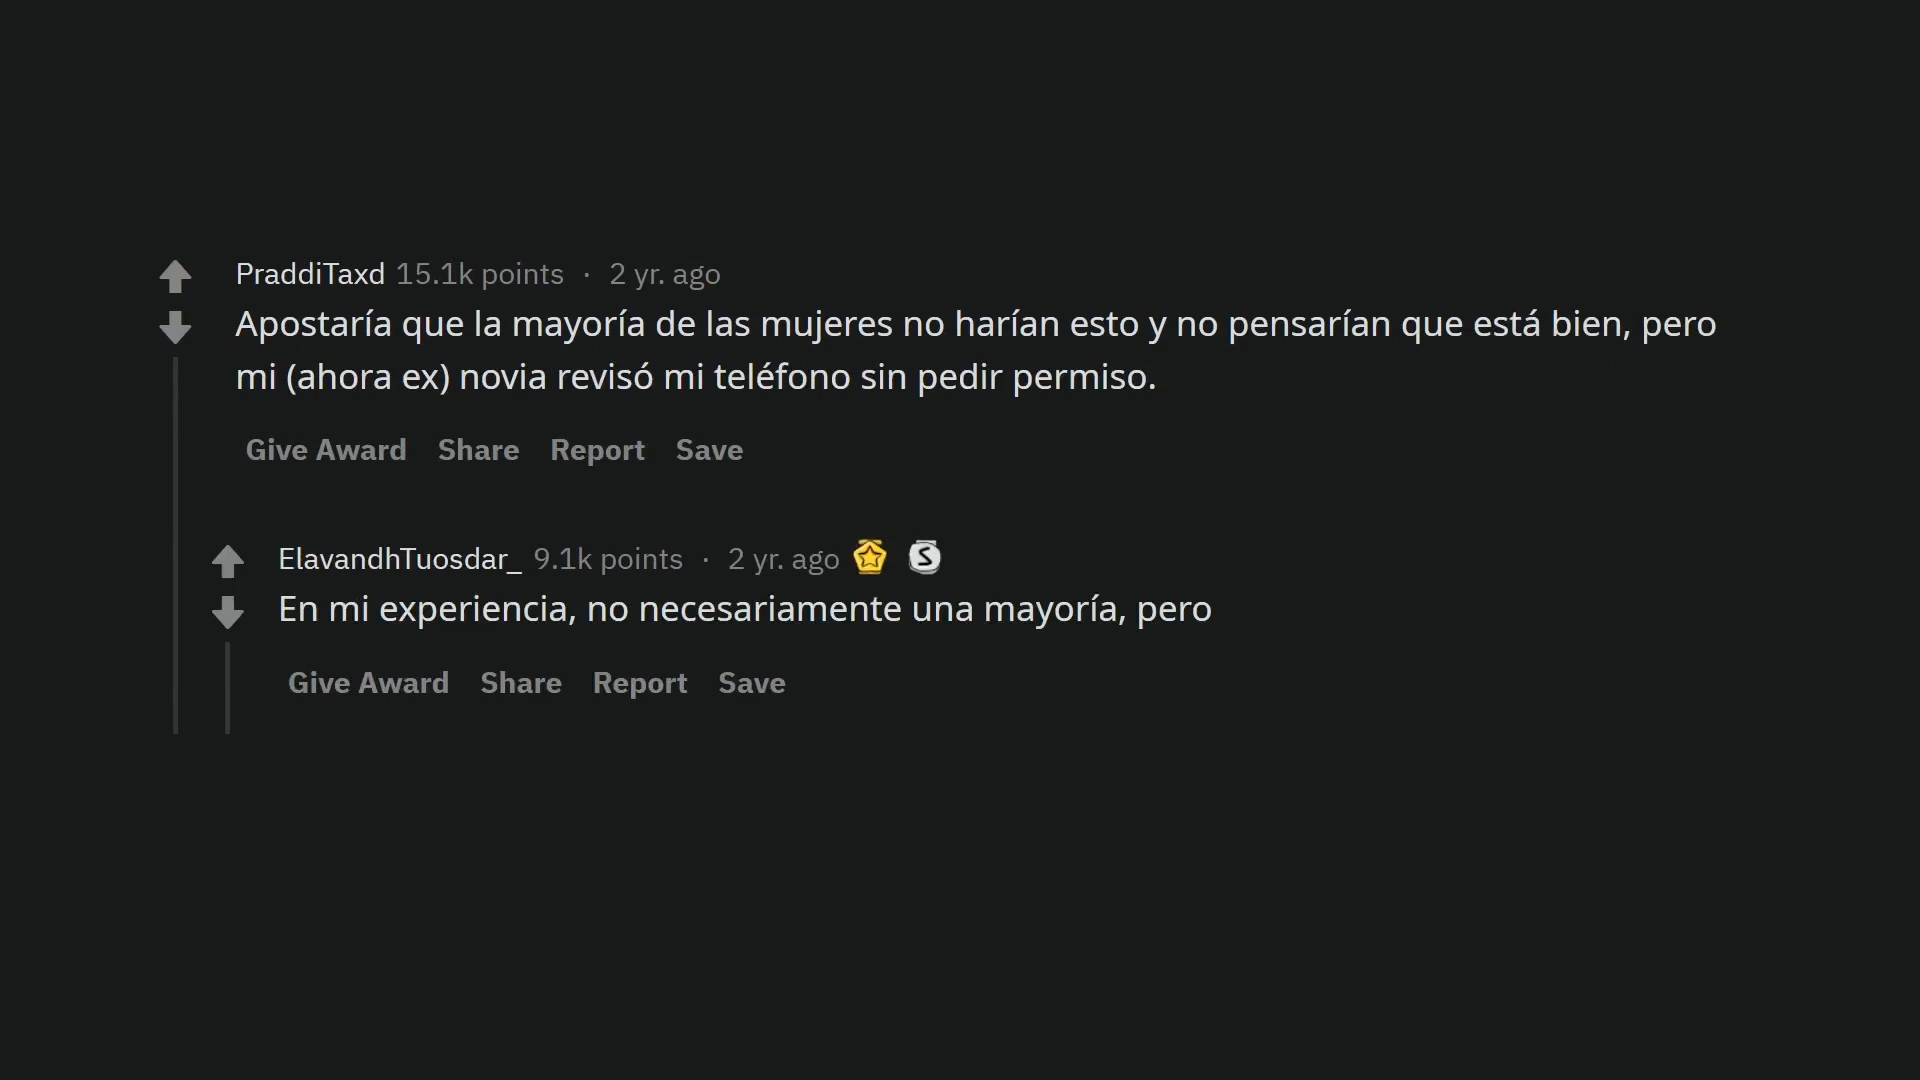 PraddiTaxd 15.1k points · 2 yr. ago
Apostaría que la mayoría de las mujeres no harían esto y no pensarían que está bien, pero
mi (ahora ex) novia revisó mi teléfono sin pedir permiso.
Give Award Share Report Save
ElavandhTuosdar_ 9.1k points · 2 yr. ago S
En mi experiencia, no necesariamente una mayoría, pero
Give Award Share Report Save